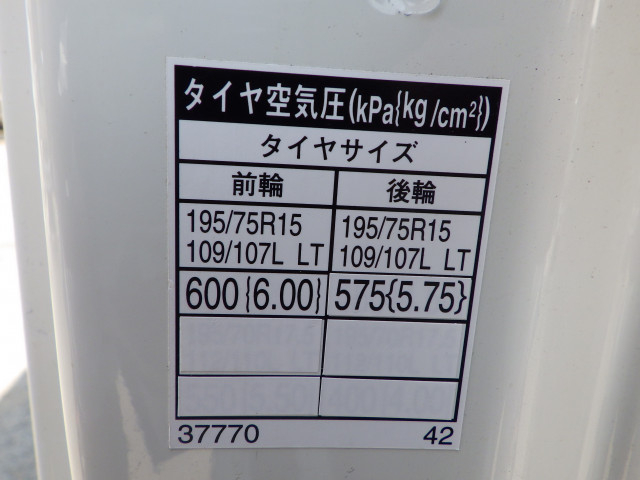 タイヤ空気圧(kPa{kg/cm²})
タイヤサイズ
前輪 後輪
195/75R15 195/75R15
109/107L LT 109/107L LT
600{6.00} 575{5.75}
37770 42